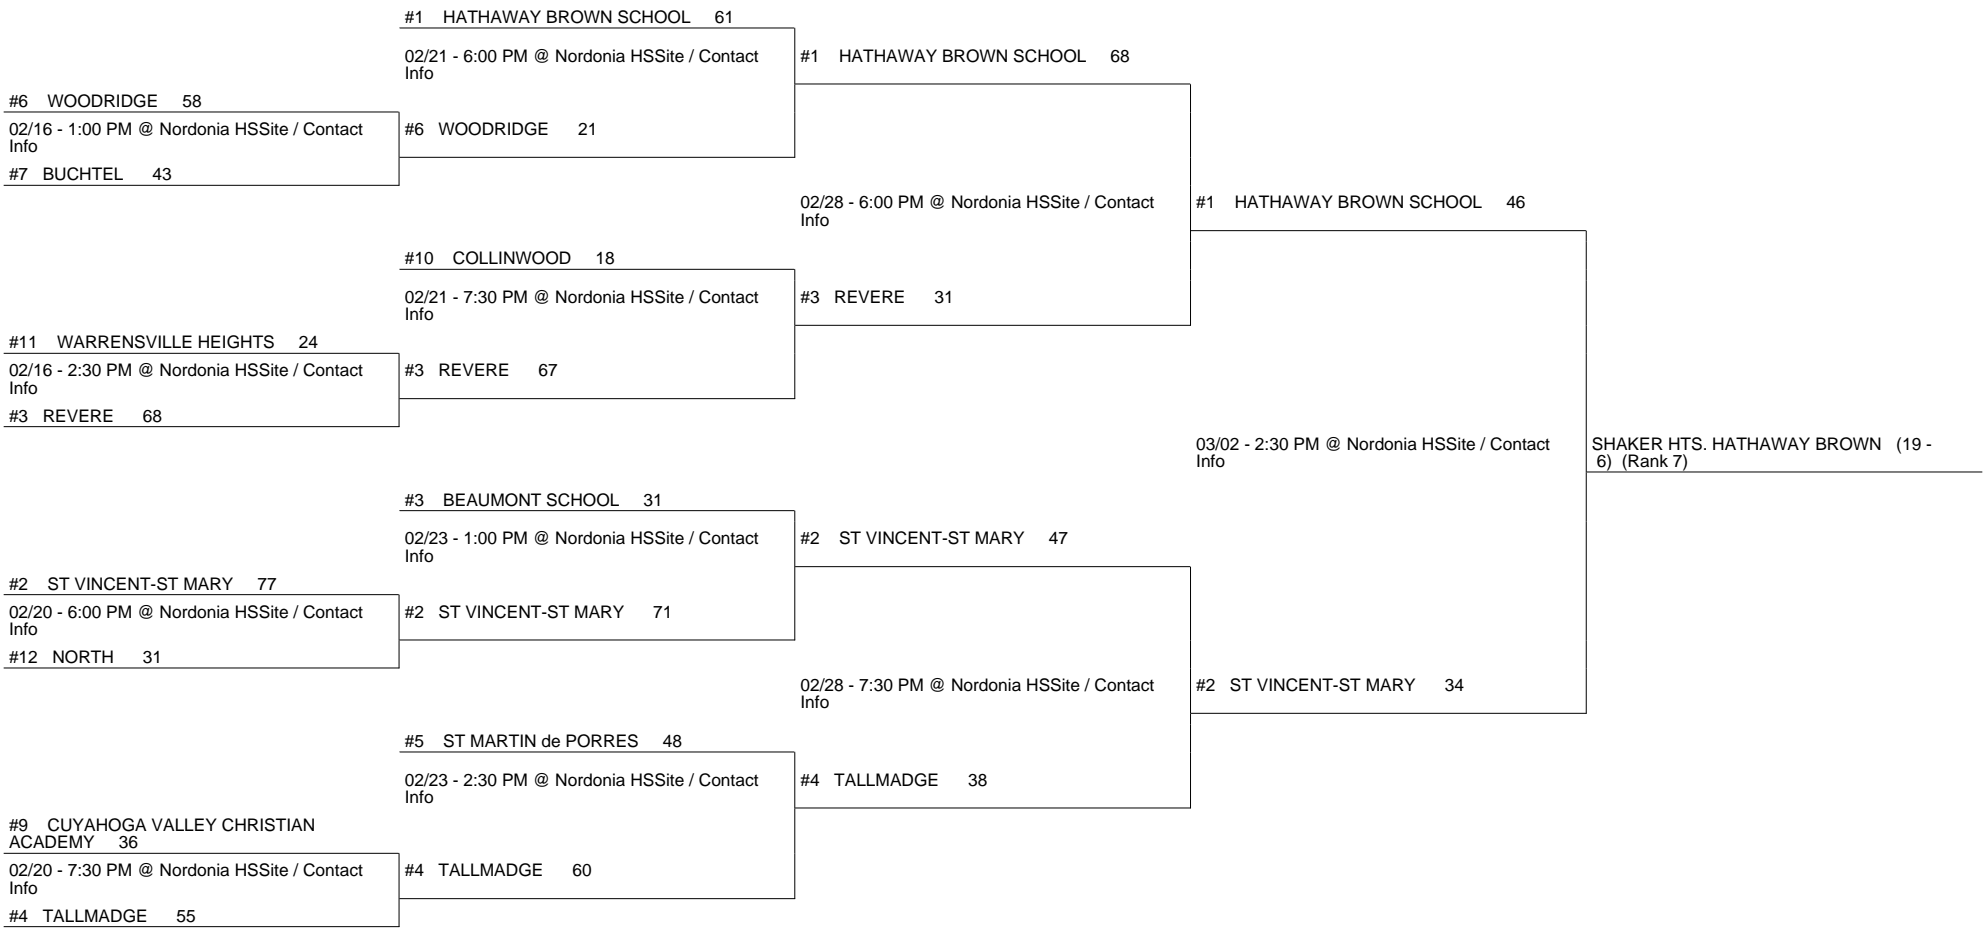 #1 HATHAWAY BROWN SCHOOL 61
02/21 - 6:00 PM @ Nordonia HSSite / Contact
Info
#1 HATHAWAY BROWN SCHOOL 68
#6 WOODRIDGE 58
02/16 - 1:00 PM @ Nordonia HSSite / Contact
Info
#6 WOODRIDGE 21
#7 BUCHTEL 43
02/28 - 6:00 PM @ Nordonia HSSite / Contact
Info
#1 HATHAWAY BROWN SCHOOL 46
#10 COLLINWOOD 18
02/21 - 7:30 PM @ Nordonia HSSite / Contact
Info
#3 REVERE 31
#11 WARRENSVILLE HEIGHTS 24
02/16 - 2:30 PM @ Nordonia HSSite / Contact
Info
#3 REVERE 67
#3 REVERE 68
03/02 - 2:30 PM @ Nordonia HSSite / Contact
Info
SHAKER HTS. HATHAWAY BROWN (19 -
6) (Rank 7)
#3 BEAUMONT SCHOOL 31
02/23 - 1:00 PM @ Nordonia HSSite / Contact
Info
#2 ST VINCENT-ST MARY 47
#2 ST VINCENT-ST MARY 77
02/20 - 6:00 PM @ Nordonia HSSite / Contact
Info
#2 ST VINCENT-ST MARY 71
#12 NORTH 31
02/28 - 7:30 PM @ Nordonia HSSite / Contact
Info
#2 ST VINCENT-ST MARY 34
#5 ST MARTIN de PORRES 48
02/23 - 2:30 PM @ Nordonia HSSite / Contact
Info
#4 TALLMADGE 38
#9 CUYAHOGA VALLEY CHRISTIAN
ACADEMY 36
02/20 - 7:30 PM @ Nordonia HSSite / Contact
Info
#4 TALLMADGE 60
#4 TALLMADGE 55